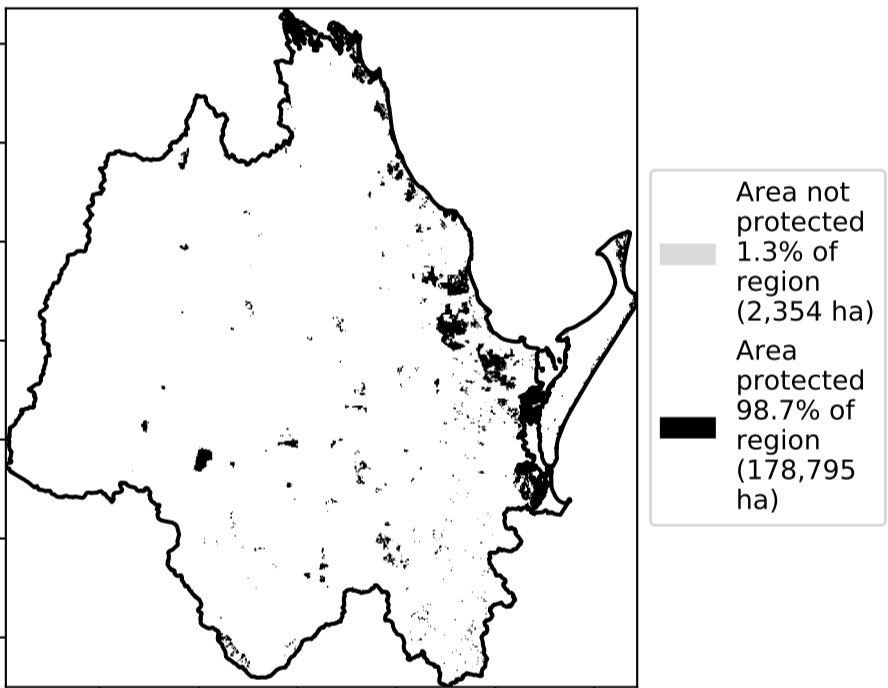 Area not
protected
1.3% of
region
(2,354 ha)
Area
protected
98.7% of
region
(178,795
ha)